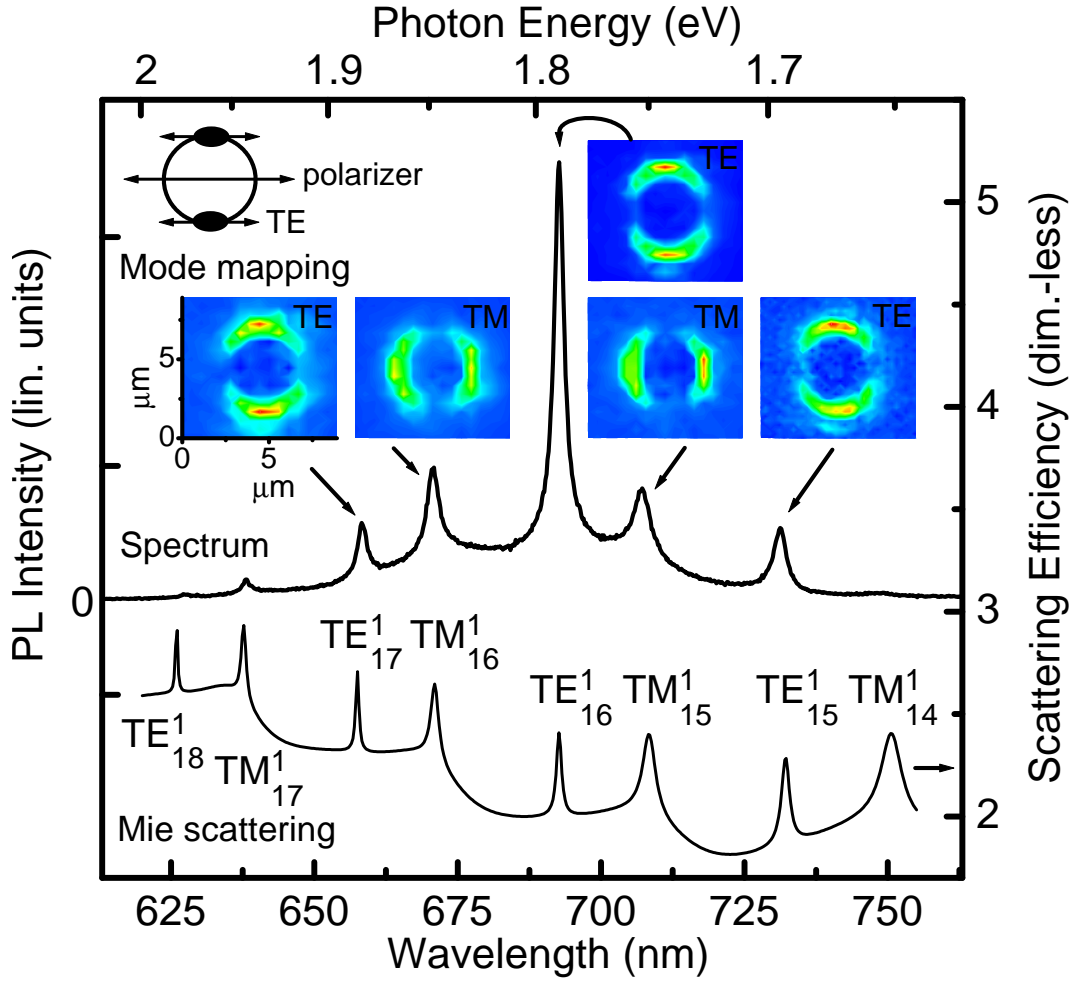 Photon Energy (eV)
2 1.9 1.8 1.7
polarizer
TE
Mode mapping
TE
TE
TM
TM
TE
5
0
μm
0 5
μm
PL Intensity (lin. units)
0
Spectrum
Scattering Efficiency (dim.-less)
5
4
3
2
TE¹₁₈
TM¹₁₇
TE¹₁₇
TM¹₁₆
TE¹₁₆
TM¹₁₅
TE¹₁₅
TM¹₁₄
Mie scattering
625 650 675 700 725 750
Wavelength (nm)